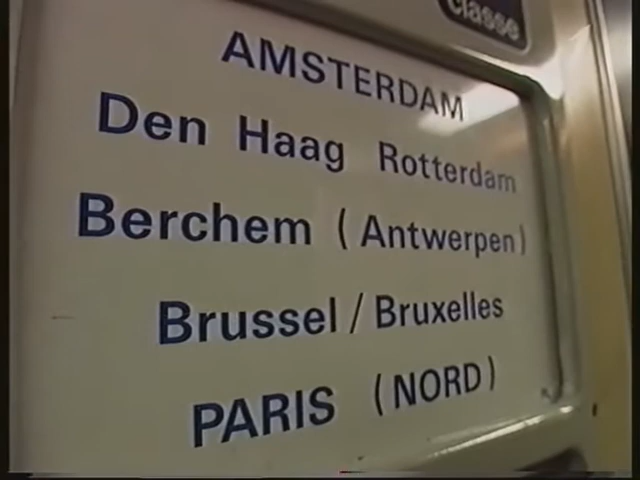 classe
AMSTERDAM
Den Haag Rotterdam
Berchem (Antwerpen)
Brussel / Bruxelles
PARIS (NORD)